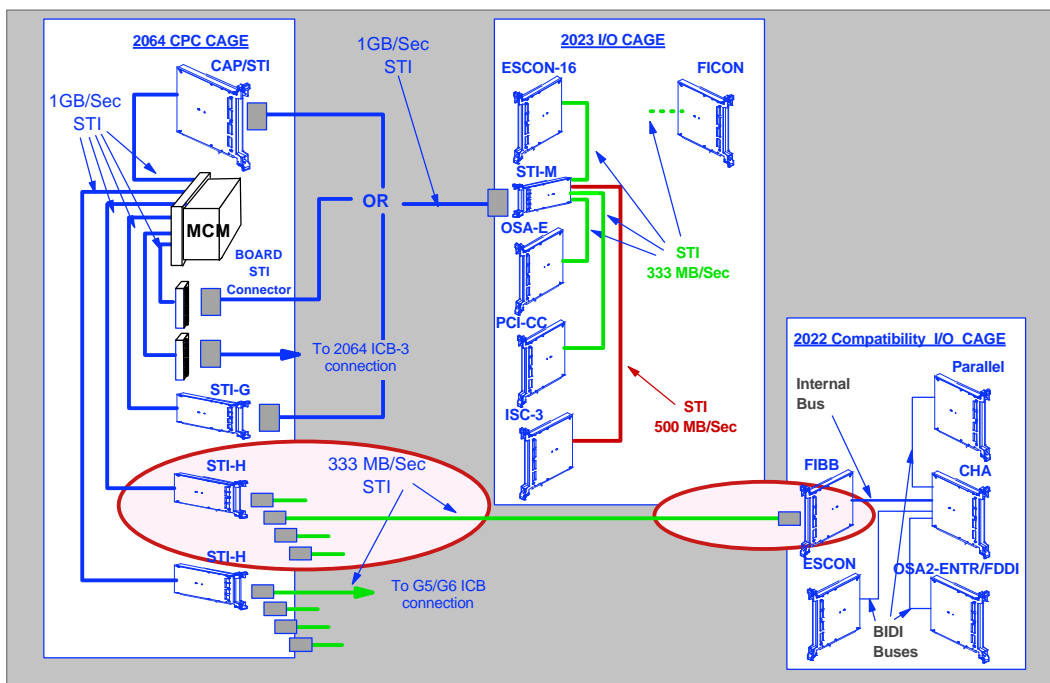 2064 CPC CAGE
CAP/STI
1GB/Sec
STI
MCM
BOARD
STI
Connector
To 2064 ICB-3
connection
STI-G
STI-H
333 MB/Sec
STI
STI-H
To G5/G6 ICB
connection
1GB/Sec
STI
OR
2023 I/O CAGE
ESCON-16
FICON
STI-M
OSA-E
STI
333 MB/Sec
PCI-CC
ISC-3
STI
500 MB/Sec
2022 Compatibility I/O CAGE
Parallel
Internal
Bus
FIBB
CHA
ESCON
OSA2-ENTR/FDDI
BIDI
Buses